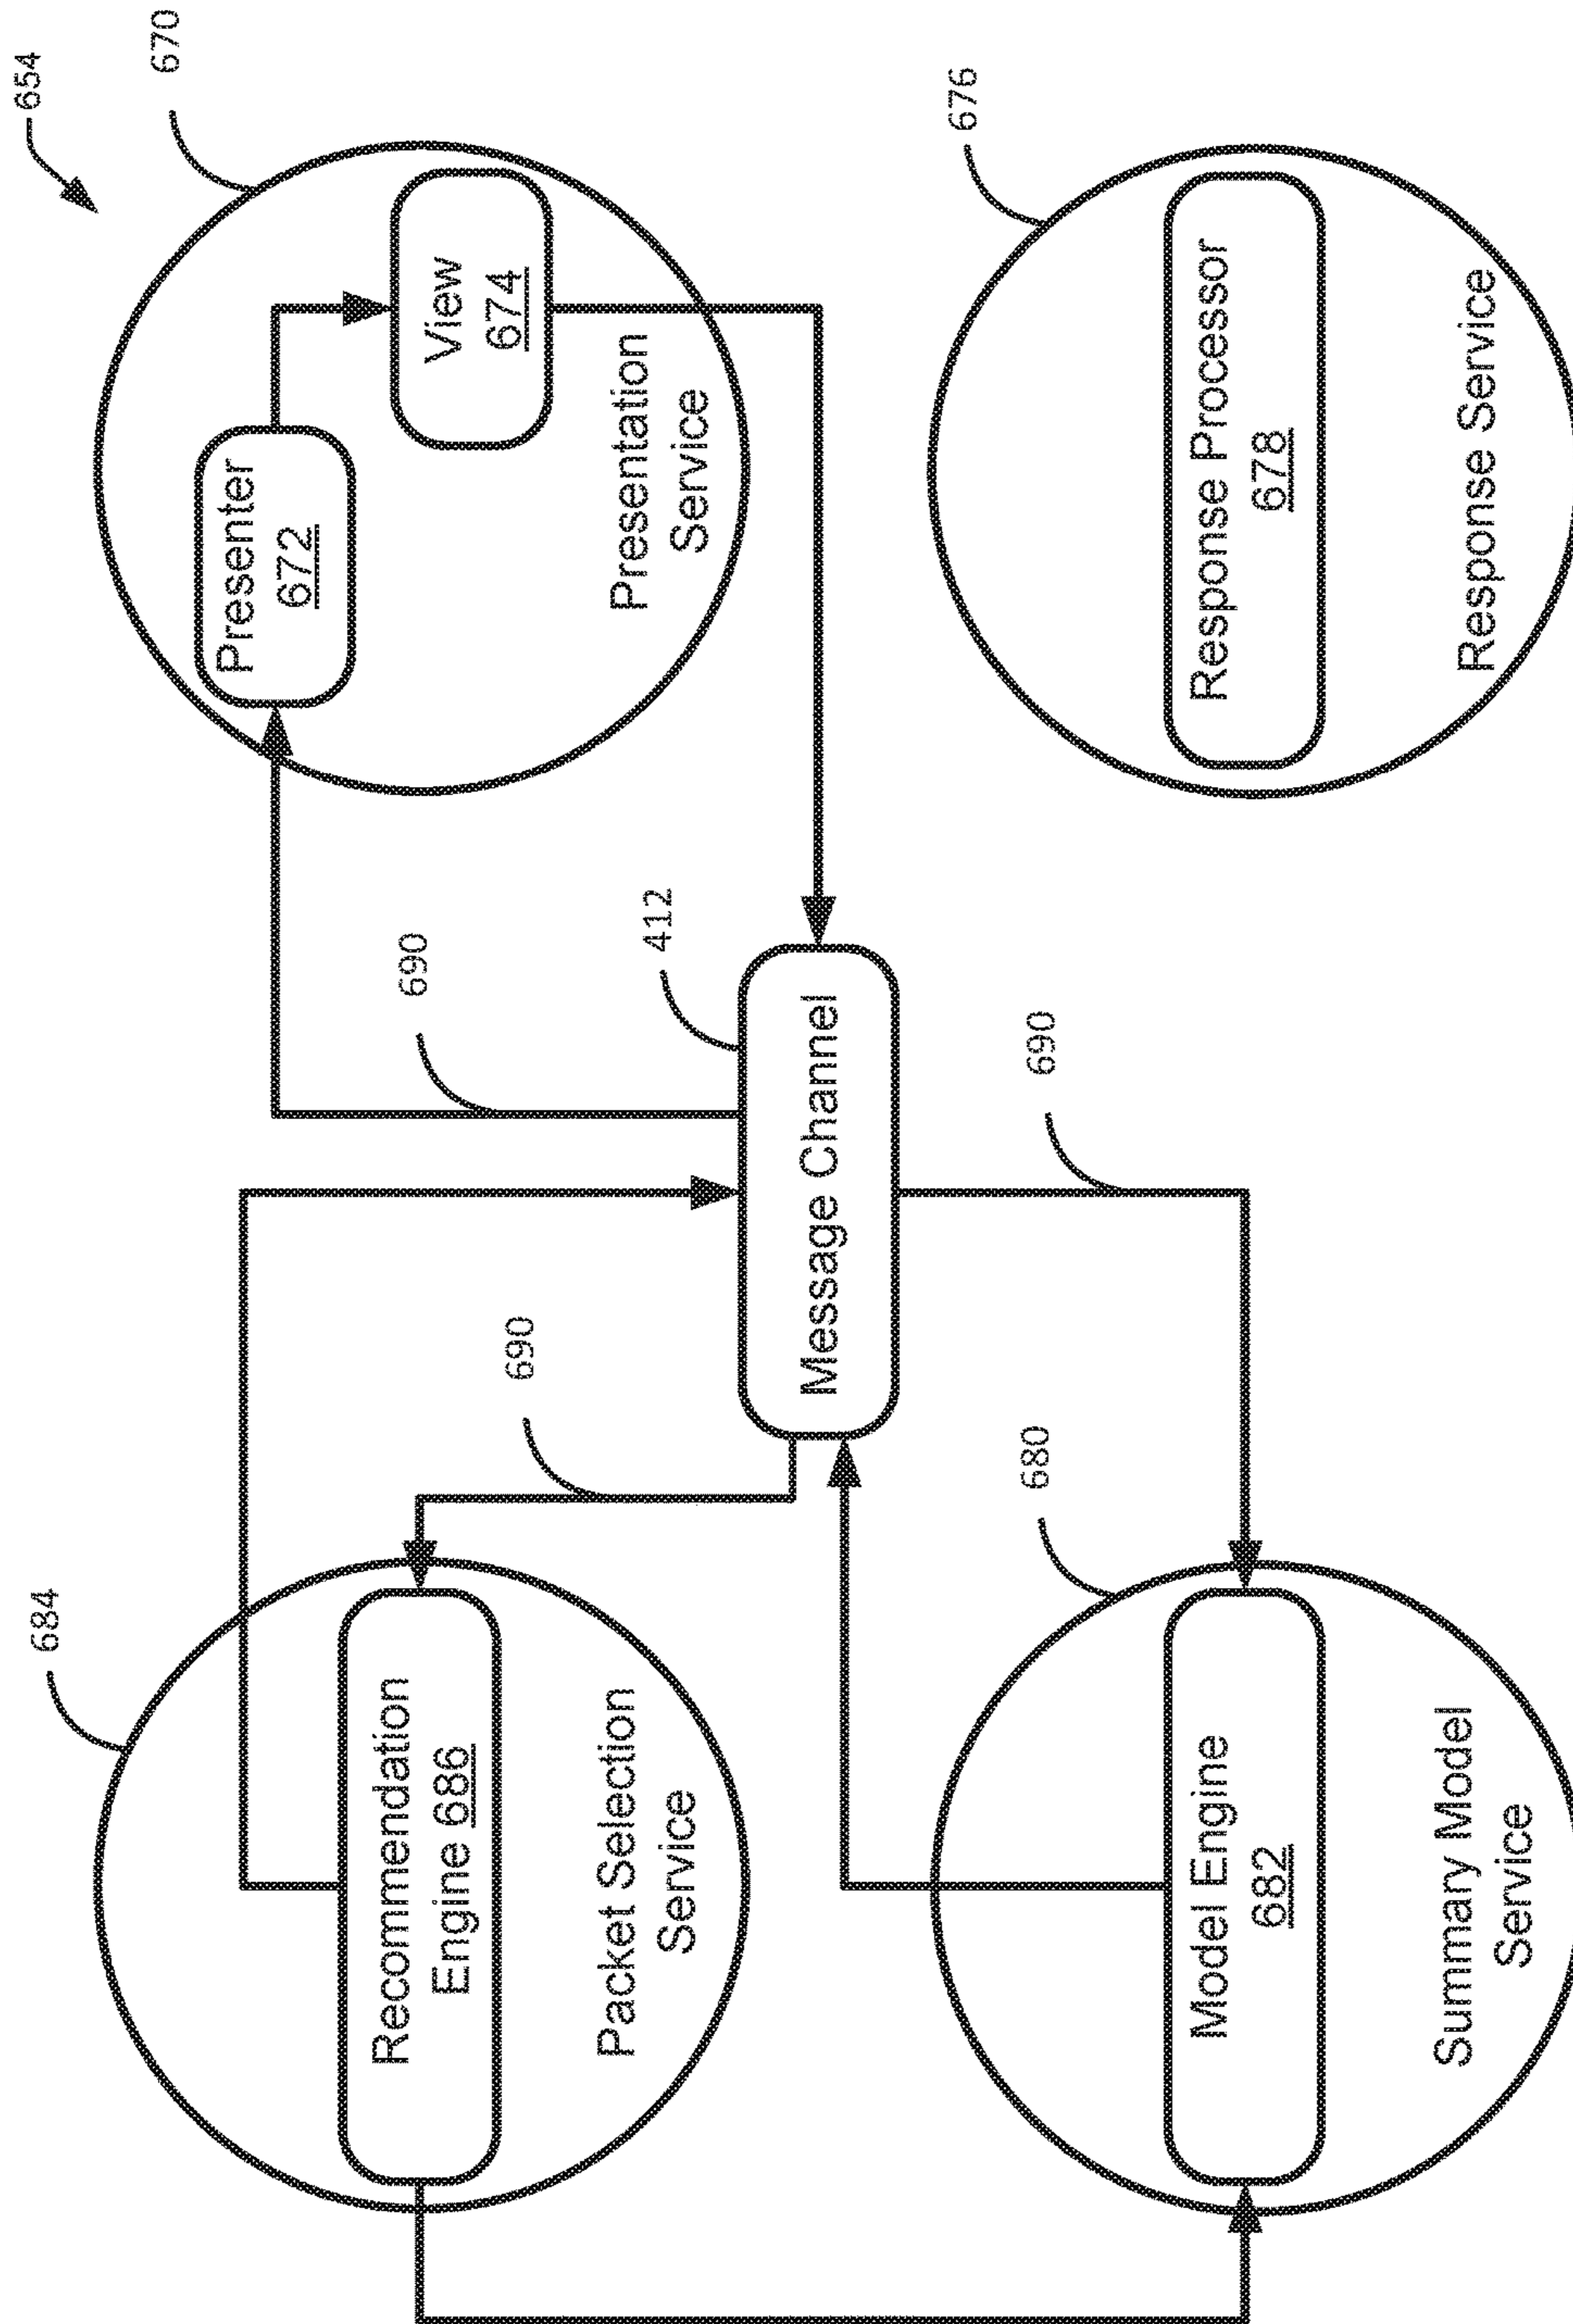 654
684
670
Recommendation
Engine 686
Packet Selection
Service
690
690
Presenter
672
View
674
Presentation
Service
412
Message Channel
680
690
676
Model Engine
682
Summary Model
Service
Response Processor
678
Response Service